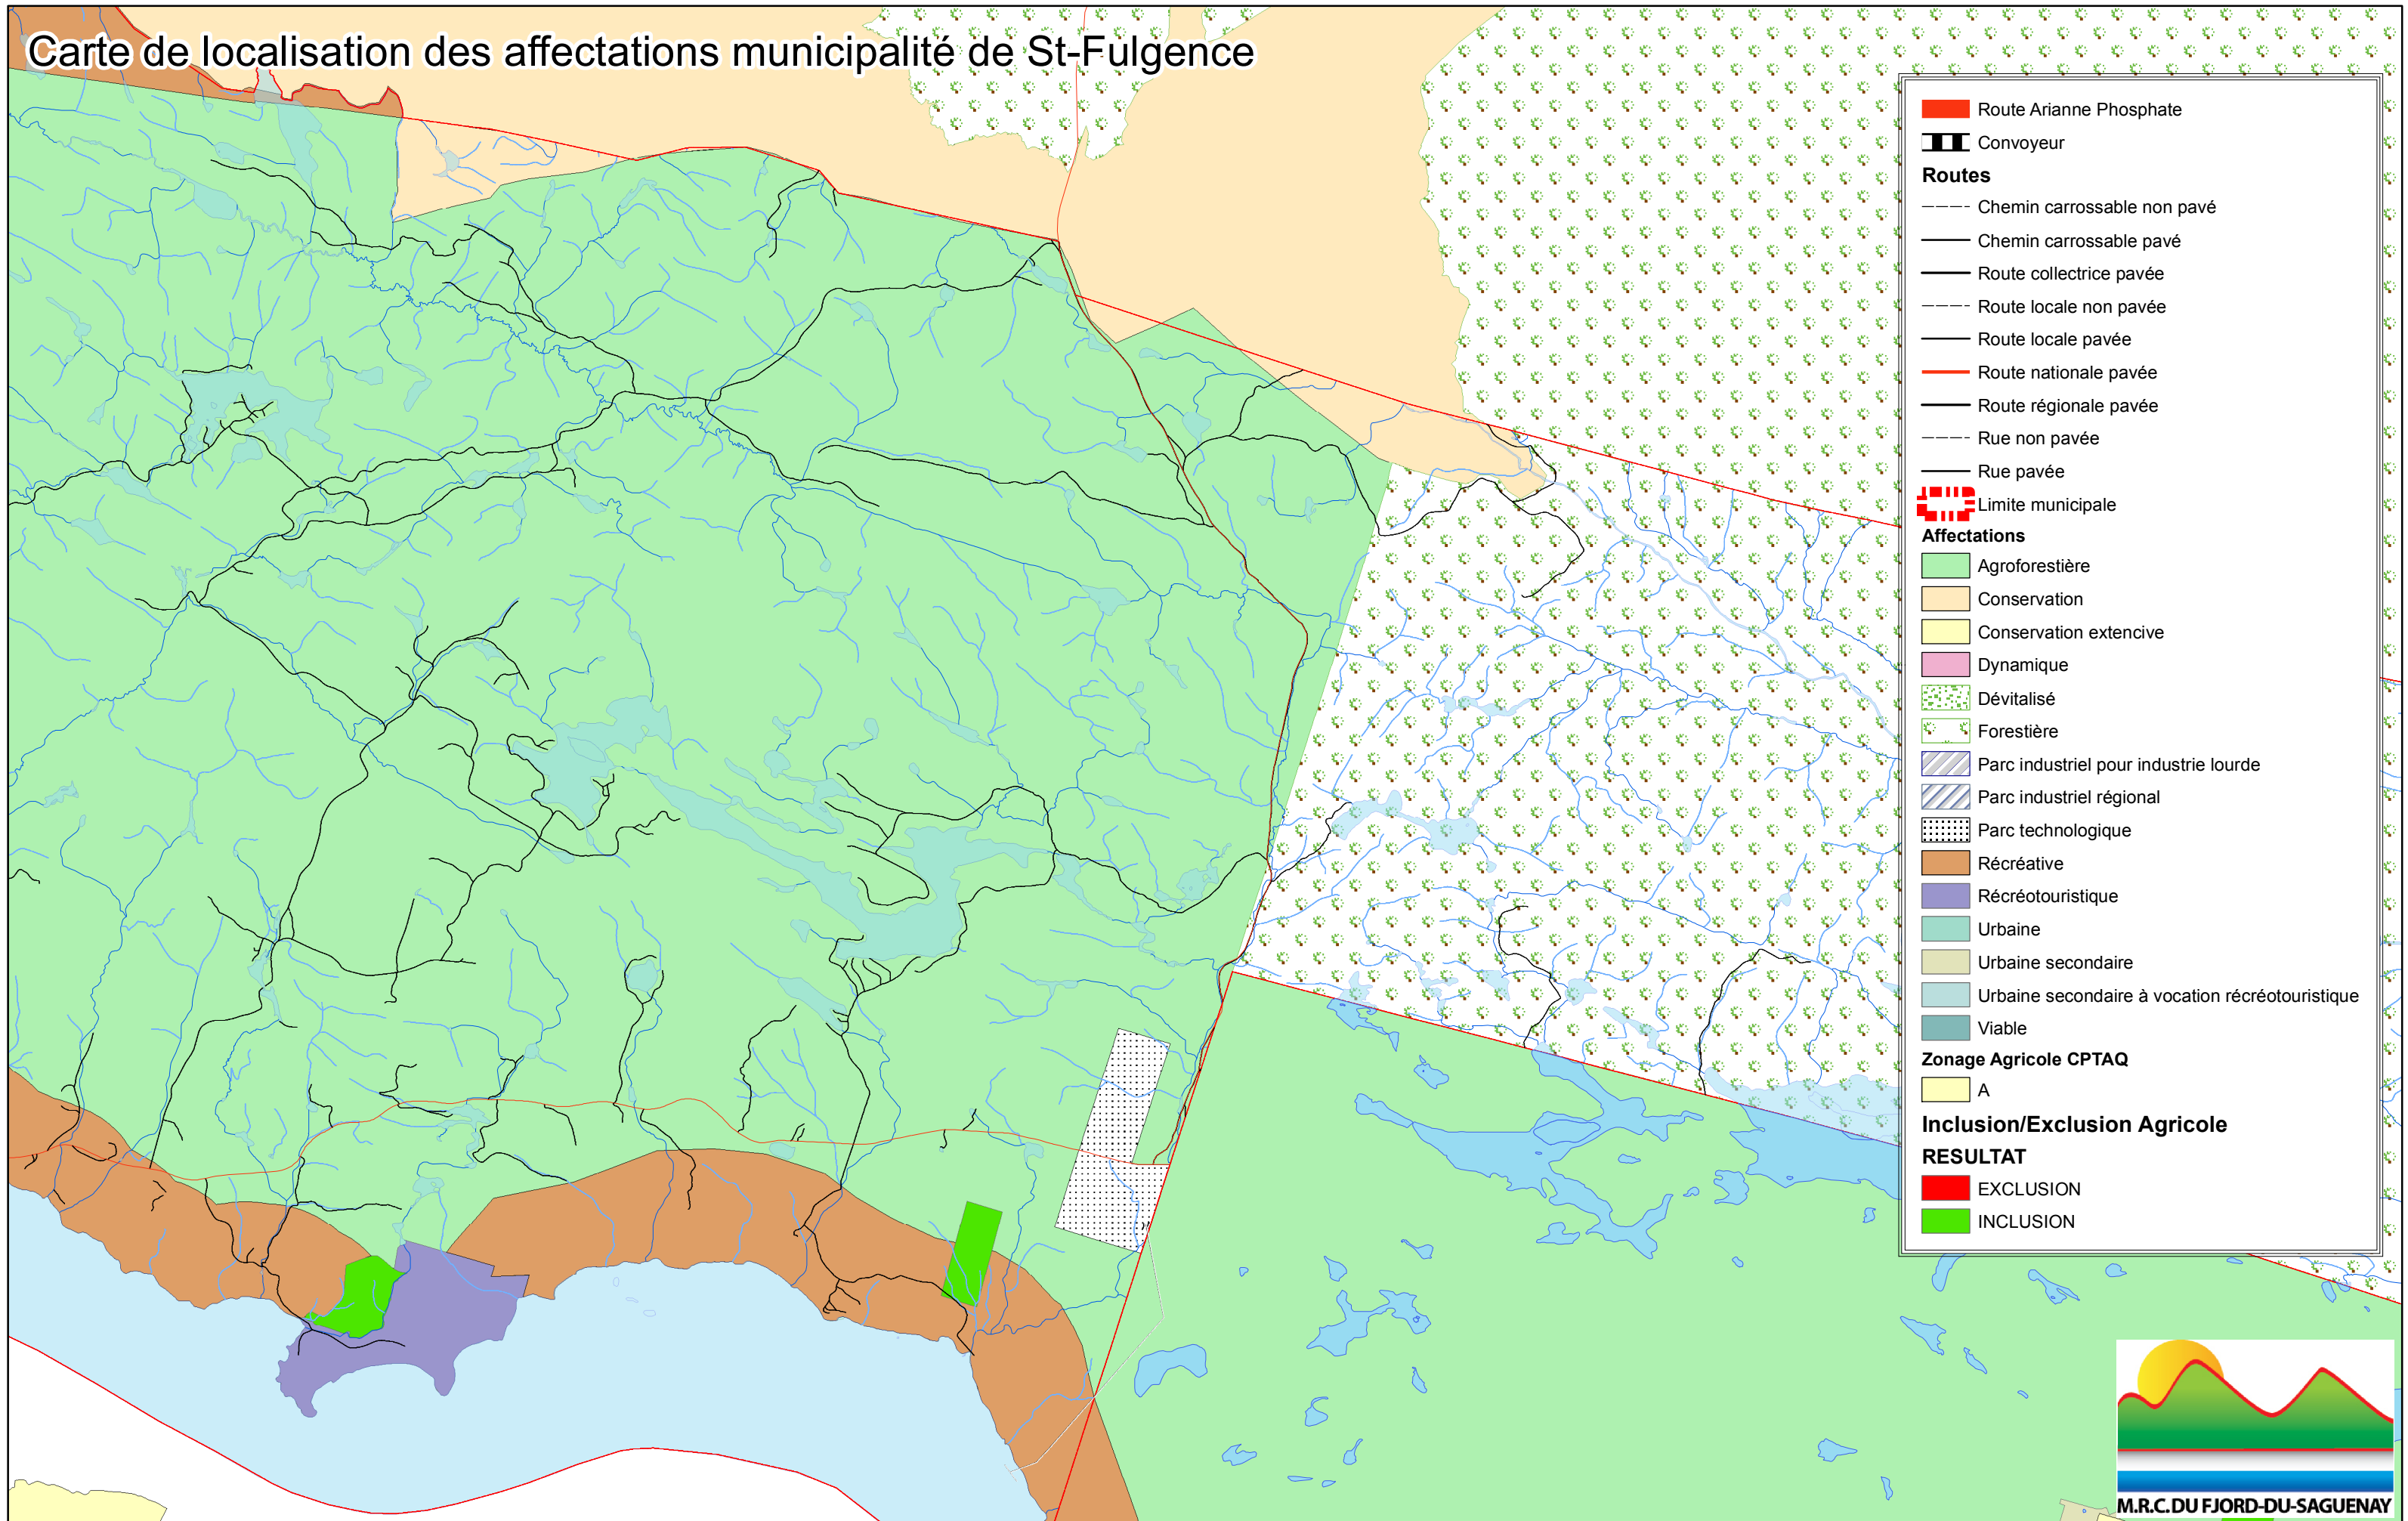 Carte de localisation des affectations municipalité de St-Fulgence
Route Arianne Phosphate
Convoyeur
Routes
Chemin carrossable non pavé
Chemin carrossable pavé
Route collectrice pavée
Route locale non pavée
Route locale pavée
Route nationale pavée
Route régionale pavée
Rue non pavée
Rue pavée
Limite municipale
Affectations
Agroforestière
Conservation
Conservation extencive
Dynamique
Dévitalisé
Forestière
Parc industriel pour industrie lourde
Parc industriel régional
Parc technologique
Récréative
Récréotouristique
Urbaine
Urbaine secondaire
Urbaine secondaire à vocation récréotouristique
Viable
Zonage Agricole CPTAQ
A
Inclusion/Exclusion Agricole
RESULTAT
EXCLUSION
INCLUSION
M.R.C. DU FJORD-DU-SAGUENAY